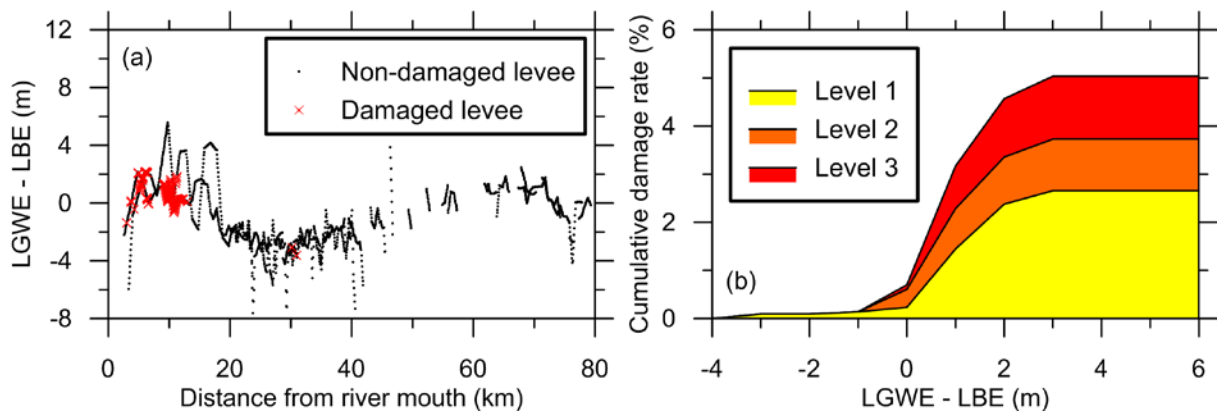 (a)
Non-damaged levee
Damaged levee
LGWE - LBE (m)
12
8
4
0
-4
-8
0
20
40
60
80
Distance from river mouth (km)
(b)
Level 1
Level 2
Level 3
Cumulative damage rate (%)
6
4
2
0
-4
-2
0
2
4
6
LGWE - LBE (m)